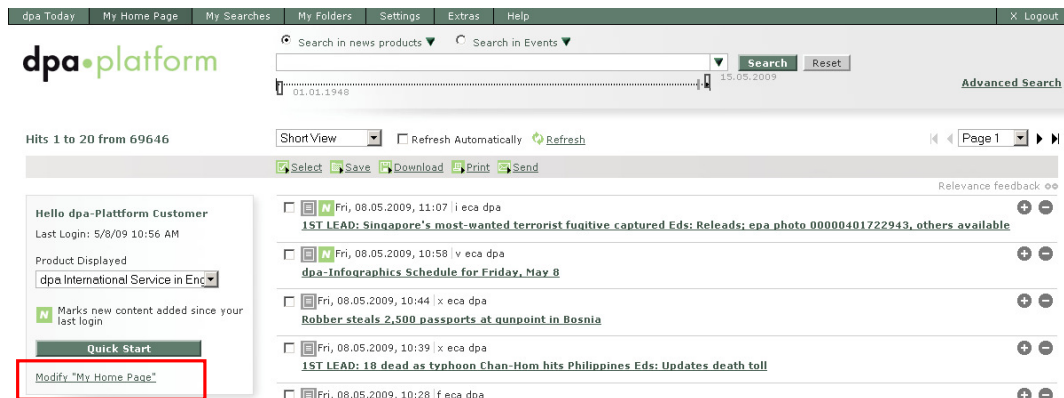 dpa Today My Home Page My Searches My Folders Settings Extras Help X Logout
dpa•platform
Search in news products Search in Events
Search Reset
01.01.1948 15.05.2009
Advanced Search
Hits 1 to 20 from 69646
Short View Refresh Automatically Refresh Page 1
Select Save Download Print Send
Relevance feedback
Hello dpa-Plattform Customer
Last Login: 5/8/09 10:56 AM
Product Displayed
dpa International Service in Eng
N Marks new content added since your
last login
Quick Start
Modify "My Home Page"
N Fri, 08.05.2009, 11:07 | i eca dpa
1ST LEAD: Singapore's most-wanted terrorist fugitive captured Eds: Releads; epa photo 00000401722943, others available
N Fri, 08.05.2009, 10:58 | v eca dpa
dpa-Infographics Schedule for Friday, May 8
Fri, 08.05.2009, 10:44 | x eca dpa
Robber steals 2,500 passports at gunpoint in Bosnia
Fri, 08.05.2009, 10:39 | x eca dpa
1ST LEAD: 18 dead as typhoon Chan-Hom hits Philippines Eds: Updates death toll
Fri, 08.05.2009, 10:28 | f eca dpa